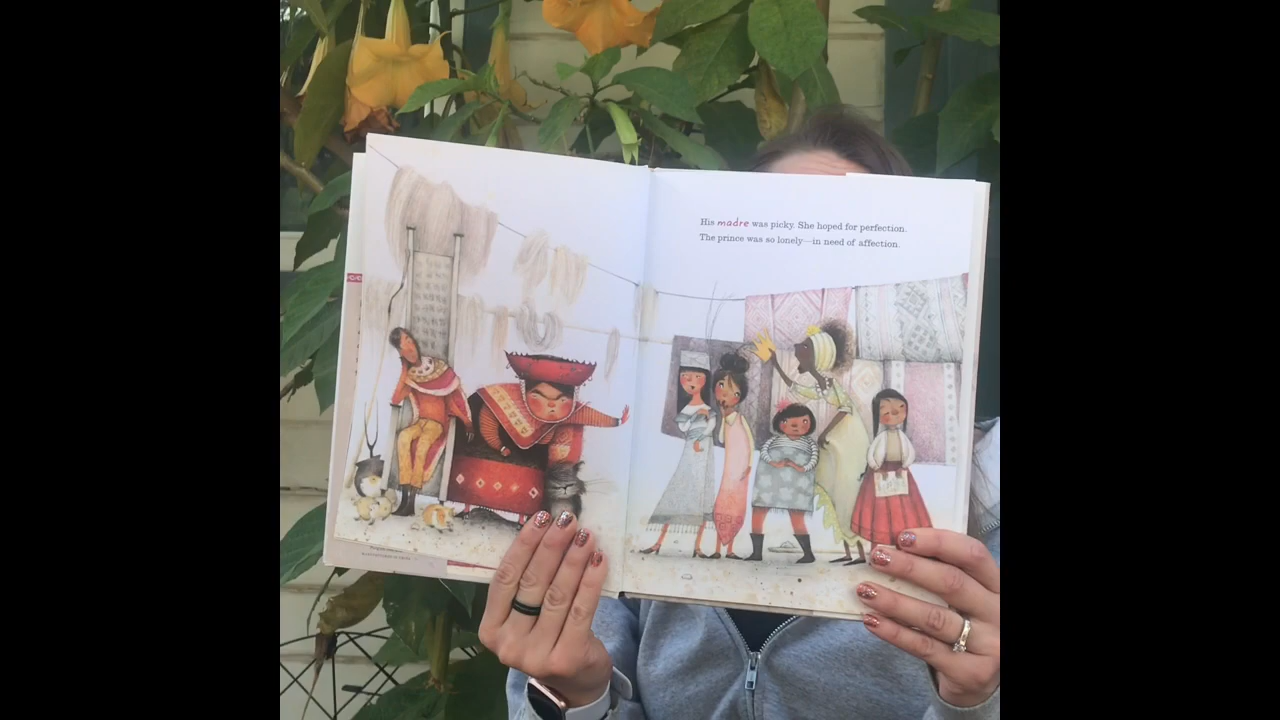 His madre was picky. She hoped for perfection.
The prince was so lonely—in need of affection.